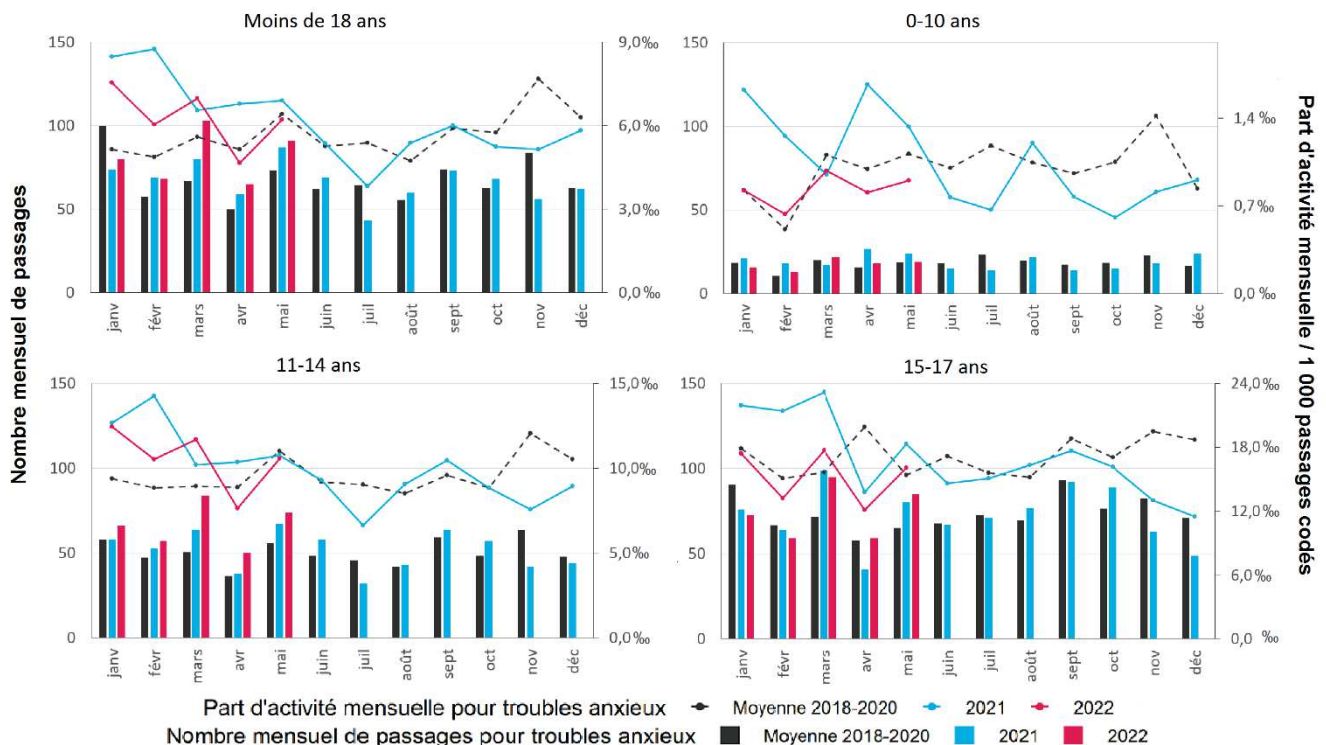 Moins de 18 ans
0-10 ans
Nombre mensuel de passages
150
100
50
0
9,0 ‰
6,0 ‰
3,0 ‰
0,0 ‰
janv
févr
mars
avr
mai
juin
juil
août
sept
oct
nov
déc
150
100
50
0
1,4 ‰
0,7 ‰
0,0 ‰
janv
févr
mars
avr
mai
juin
juil
août
sept
oct
nov
déc
Part d'activité mensuelle / 1 000 passages codés
11-14 ans
15-17 ans
150
100
50
0
15,0 ‰
10,0 ‰
5,0 ‰
0,0 ‰
janv
févr
mars
avr
mai
juin
juil
août
sept
oct
nov
déc
150
100
50
0
24,0 ‰
18,0 ‰
12,0 ‰
6,0 ‰
0,0 ‰
janv
févr
mars
avr
mai
juin
juil
août
sept
oct
nov
déc
Part d'activité mensuelle pour troubles anxieux Moyenne 2018-2020 2021 2022
Nombre mensuel de passages pour troubles anxieux Moyenne 2018-2020 2021 2022